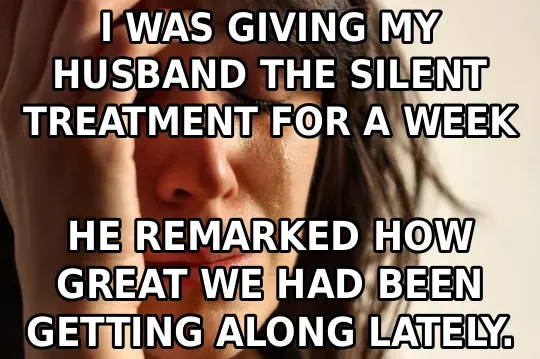 I WAS GIVING MY
HUSBAND THE SILENT
TREATMENT FOR A WEEK
HE REMARKED HOW
GREAT WE HAD BEEN
GETTING ALONG LATELY.